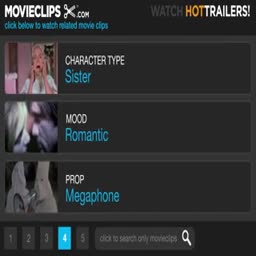 MOVIECLIPS .COM
WATCH HOTTRAILERS!
click below to watch related movie clips
CHARACTER TYPE
Sister
MOOD
Romantic
PROP
Megaphone
1 2 3 4 5 click to search only movieclips